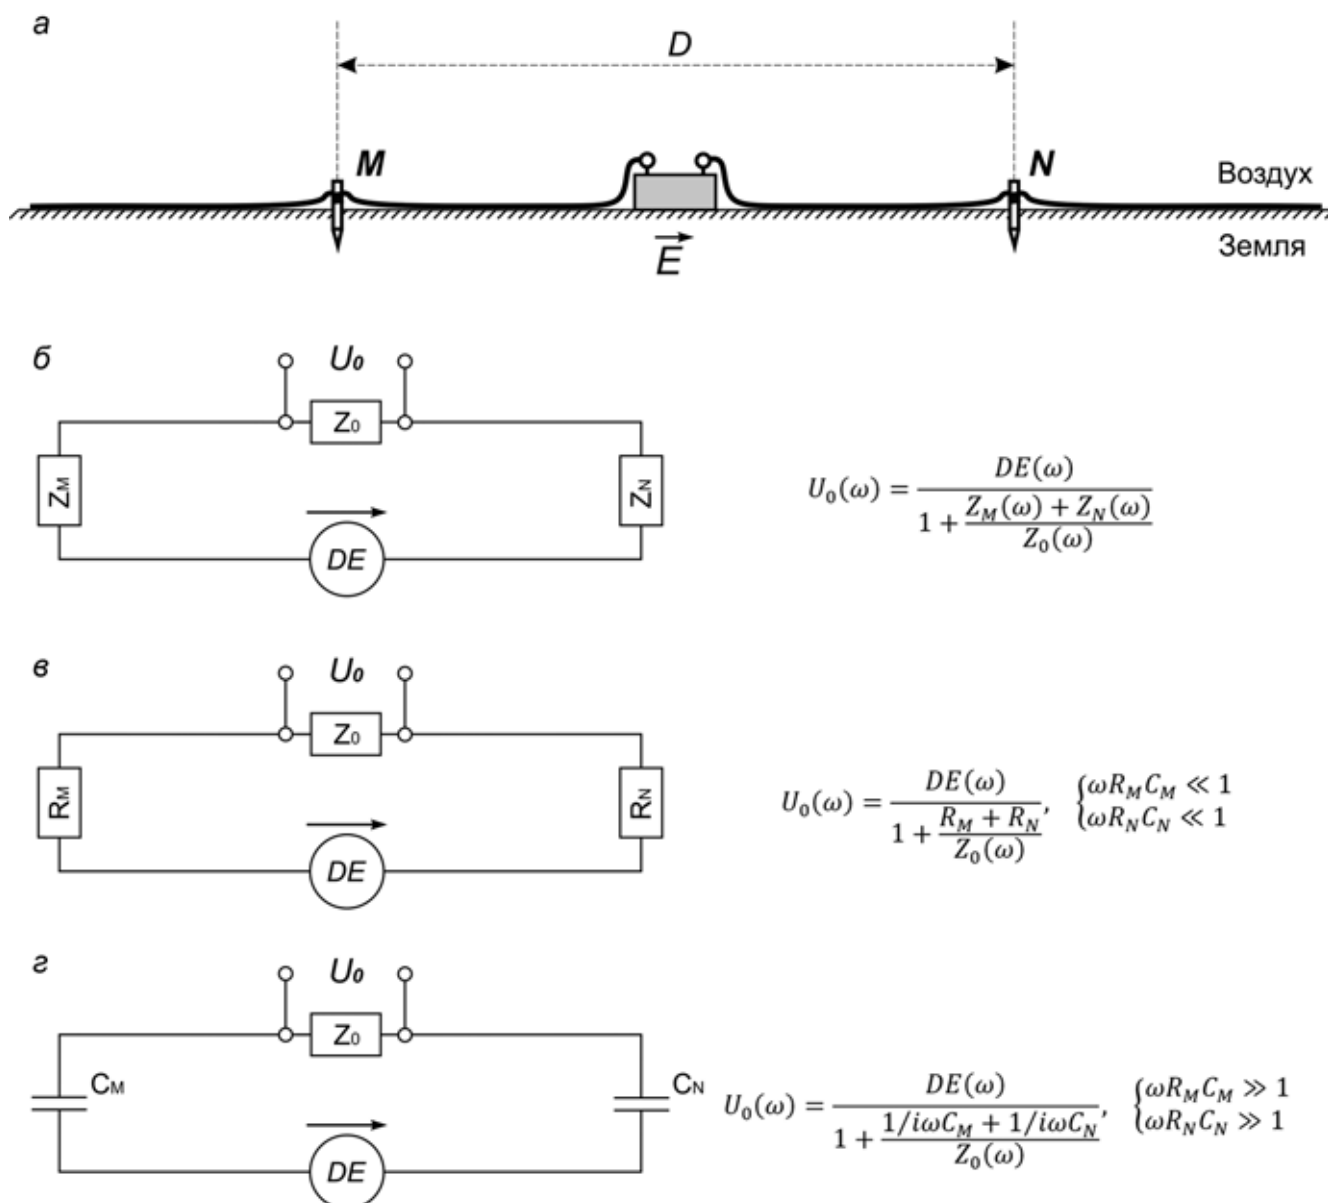 а
D
M
N
Воздух
E
Земля
б
U₀
Z₀
Z_M
Z_N
DE
U₀(ω) = DE(ω) / (1 + (Z_M(ω) + Z_N(ω)) / Z₀(ω))
в
U₀
Z₀
R_M
R_N
DE
U₀(ω) = DE(ω) / (1 + (R_M + R_N) / Z₀(ω)), { ωR_MC_M ≪ 1
ωR_NC_N ≪ 1
г
U₀
Z₀
C_M
C_N
DE
U₀(ω) = DE(ω) / (1 + (1/iωC_M + 1/iωC_N) / Z₀(ω)), { ωR_MC_M ≫ 1
ωR_NC_N ≫ 1